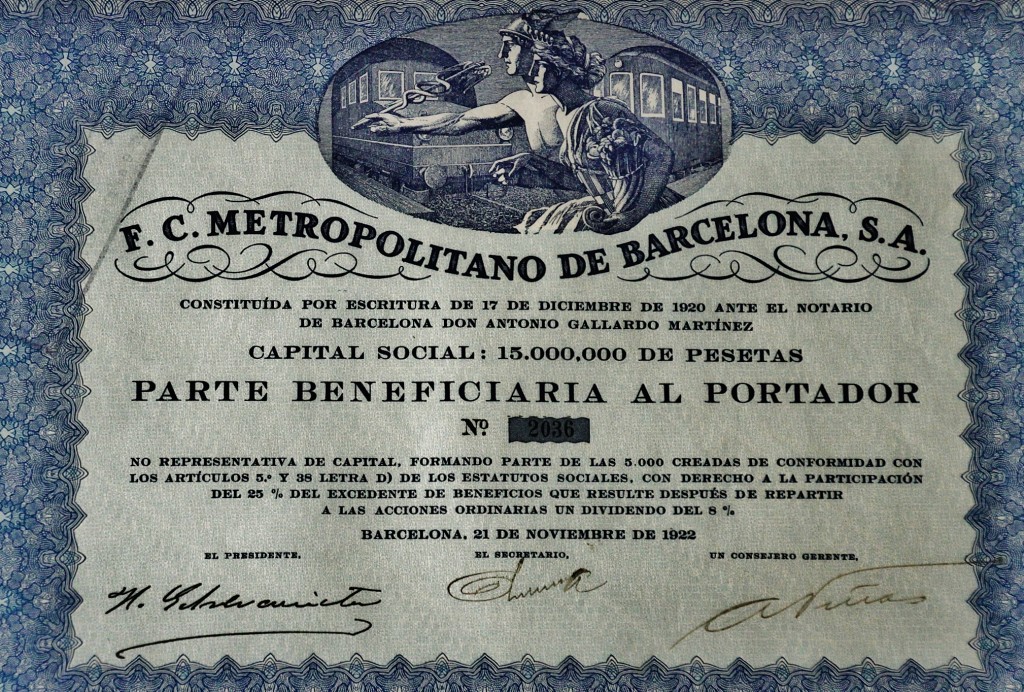 F. C. METROPOLITANO DE BARCELONA, S.A.
CONSTITUÍDA POR ESCRITURA DE 17 DE DICIEMBRE DE 1920 ANTE EL NOTARIO
DE BARCELONA DON ANTONIO GALLARDO MARTÍNEZ
CAPITAL SOCIAL: 15.000,000 DE PESETAS
PARTE BENEFICIARIA AL PORTADOR
Nº. 2036
NO REPRESENTATIVA DE CAPITAL, FORMANDO PARTE DE LAS 5.000 CREADAS DE CONFORMIDAD CON
LOS ARTÍCULOS 5.º Y 38 LETRA D) DE LOS ESTATUTOS SOCIALES, CON DERECHO A LA PARTICIPACIÓN
DEL 25 % DEL EXCEDENTE DE BENEFICIOS QUE RESULTE DESPUÉS DE REPARTIR
A LAS ACCIONES ORDINARIAS UN DIVIDENDO DEL 8 %
BARCELONA, 21 DE NOVIEMBRE DE 1922
EL PRESIDENTE, EL SECRETARIO, UN CONSEJERO GERENTE,